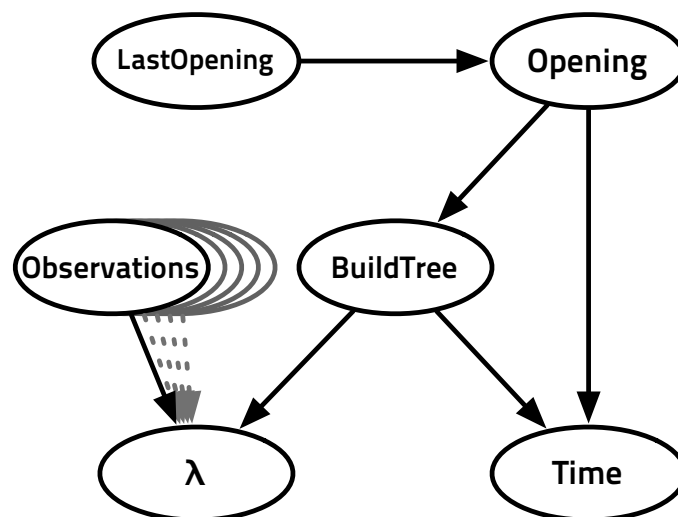 LastOpening
Opening
Observations
BuildTree
λ
Time